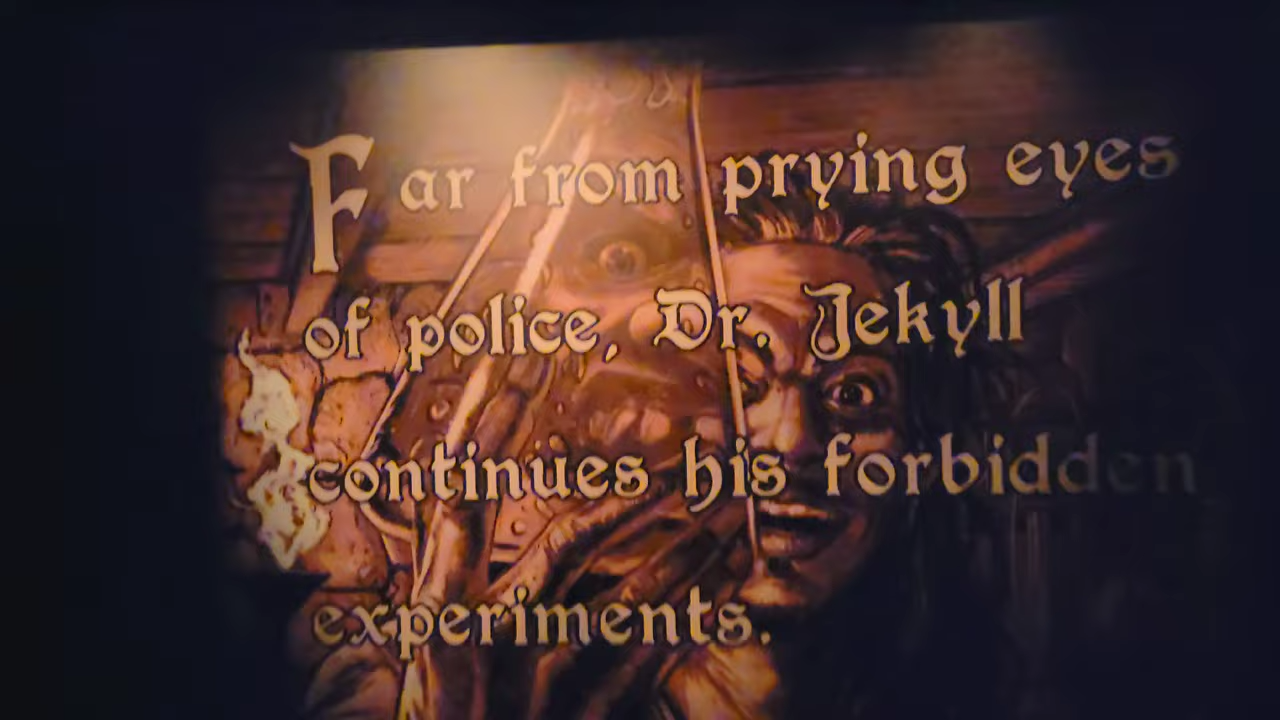 Far from prying eyes
of police, Dr. Jekyll
continues his forbidden
experiments.